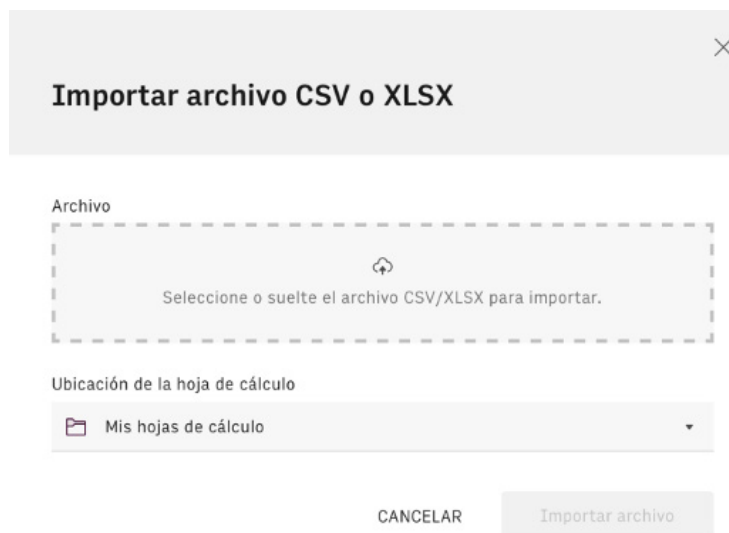 Importar archivo CSV o XLSX
Archivo
Seleccione o suelte el archivo CSV/XLSX para importar.
Ubicación de la hoja de cálculo
Mis hojas de cálculo
CANCELAR Importar archivo